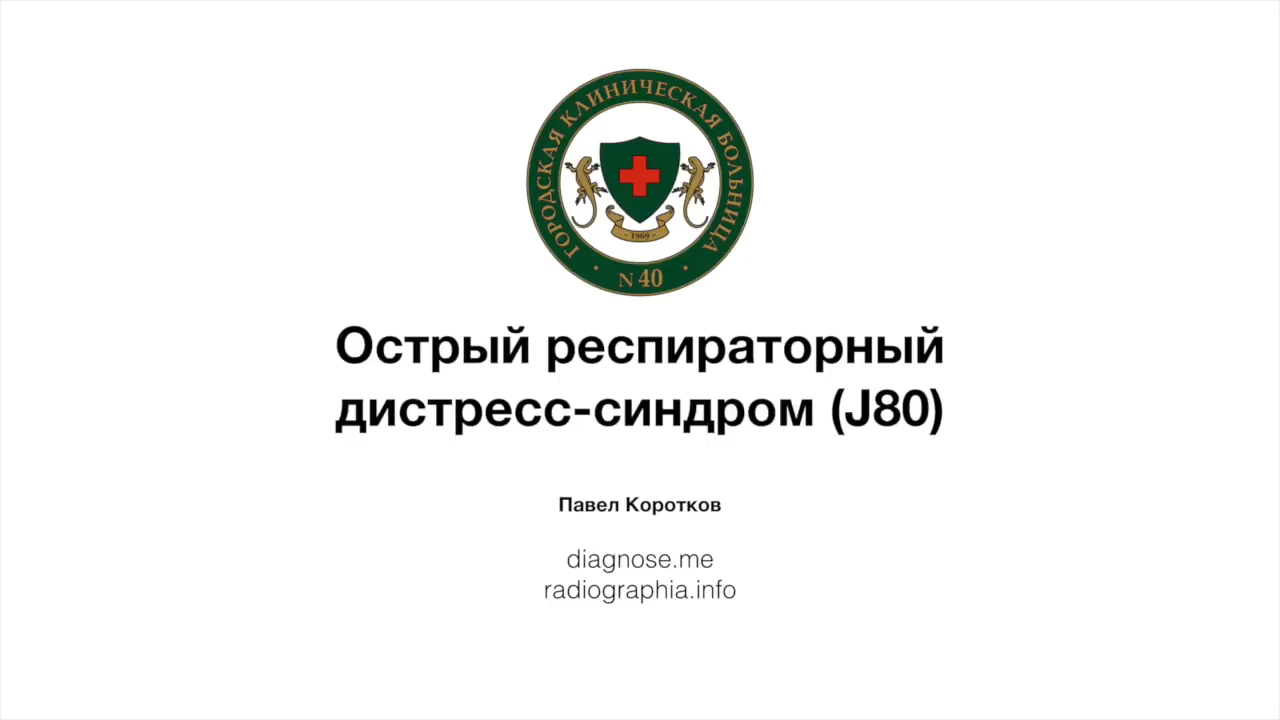 ГОРОДСКАЯ КЛИНИЧЕСКАЯ БОЛЬНИЦА
- 1969 -
· N 40 ·
Острый респираторный
дистресс-синдром (J80)
Павел Коротков
diagnose.me
radiographia.info